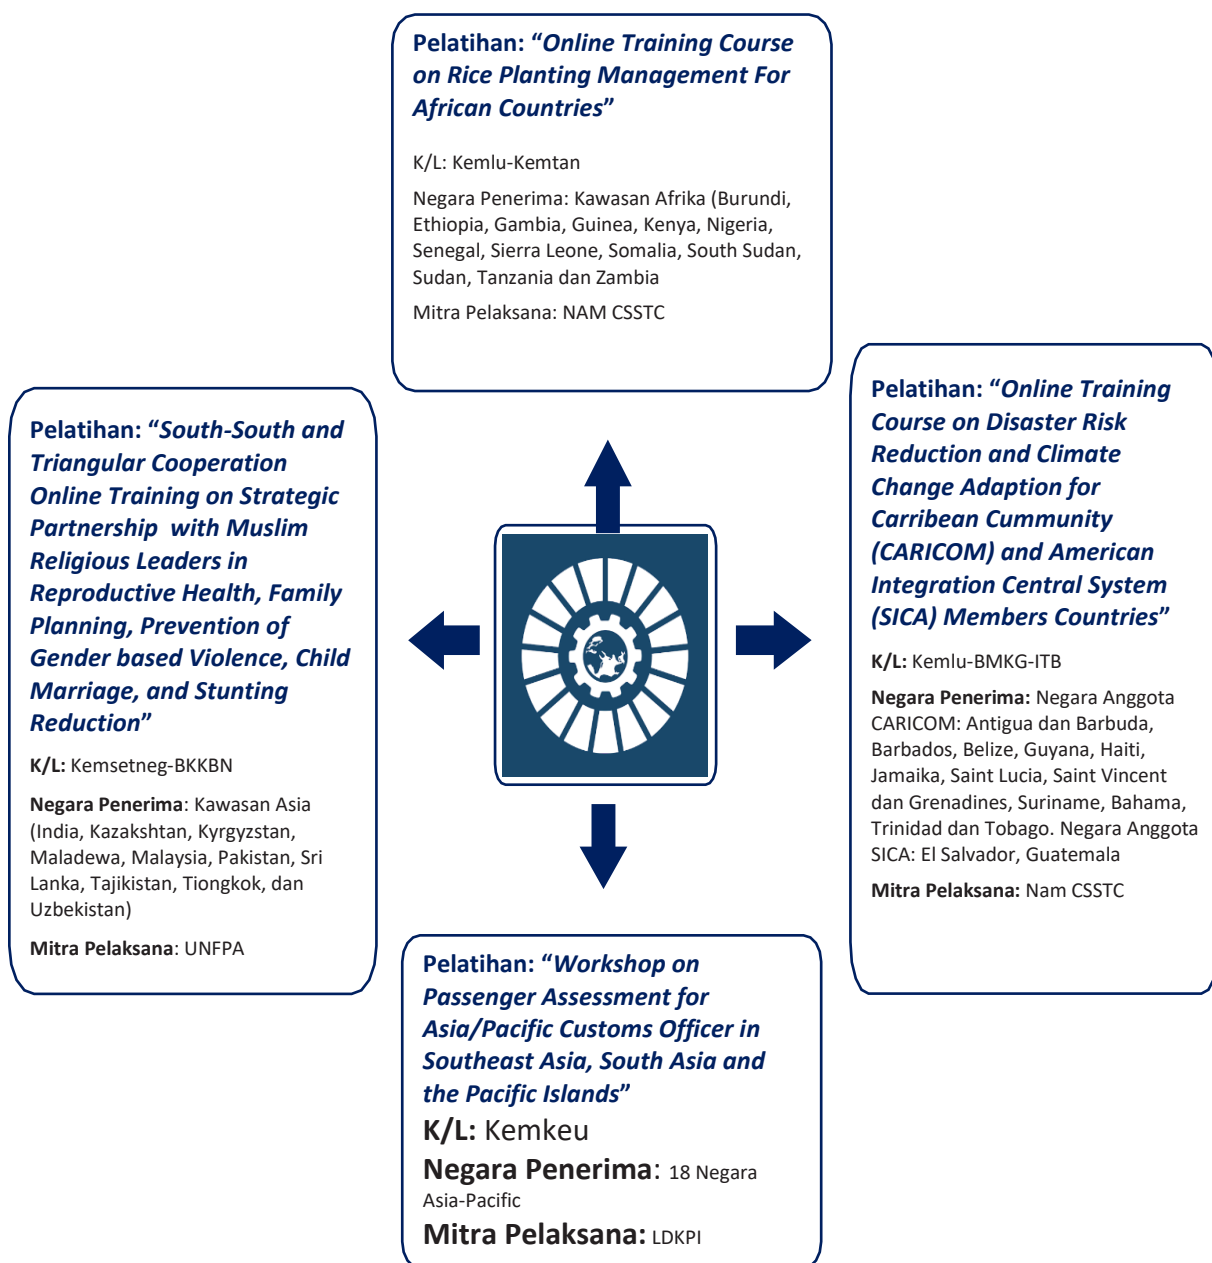 Pelatihan: “Online Training Course
on Rice Planting Management For
African Countries”
K/L: Kemlu-Kemtan
Negara Penerima: Kawasan Afrika (Burundi,
Ethiopia, Gambia, Guinea, Kenya, Nigeria,
Senegal, Sierra Leone, Somalia, South Sudan,
Sudan, Tanzania dan Zambia
Mitra Pelaksana: NAM CSSTC
Pelatihan: “South-South and
Triangular Cooperation
Online Training on Strategic
Partnership with Muslim
Religious Leaders in
Reproductive Health, Family
Planning, Prevention of
Gender based Violence, Child
Marriage, and Stunting
Reduction”
K/L: Kemsetneg-BKKBN
Negara Penerima: Kawasan Asia
(India, Kazakshtan, Kyrgyzstan,
Maladewa, Malaysia, Pakistan, Sri
Lanka, Tajikistan, Tiongkok, dan
Uzbekistan)
Mitra Pelaksana: UNFPA
Pelatihan: “Online Training
Course on Disaster Risk
Reduction and Climate
Change Adaption for
Carribean Cummunity
(CARICOM) and American
Integration Central System
(SICA) Members Countries”
K/L: Kemlu-BMKG-ITB
Negara Penerima: Negara Anggota
CARICOM: Antigua dan Barbuda,
Barbados, Belize, Guyana, Haiti,
Jamaika, Saint Lucia, Saint Vincent
dan Grenadines, Suriname, Bahama,
Trinidad dan Tobago. Negara Anggota
SICA: El Salvador, Guatemala
Mitra Pelaksana: Nam CSSTC
Pelatihan: “Workshop on
Passenger Assessment for
Asia/Pacific Customs Officer in
Southeast Asia, South Asia and
the Pacific Islands”
K/L: Kemkeu
Negara Penerima: 18 Negara
Asia-Pacific
Mitra Pelaksana: LDKPI